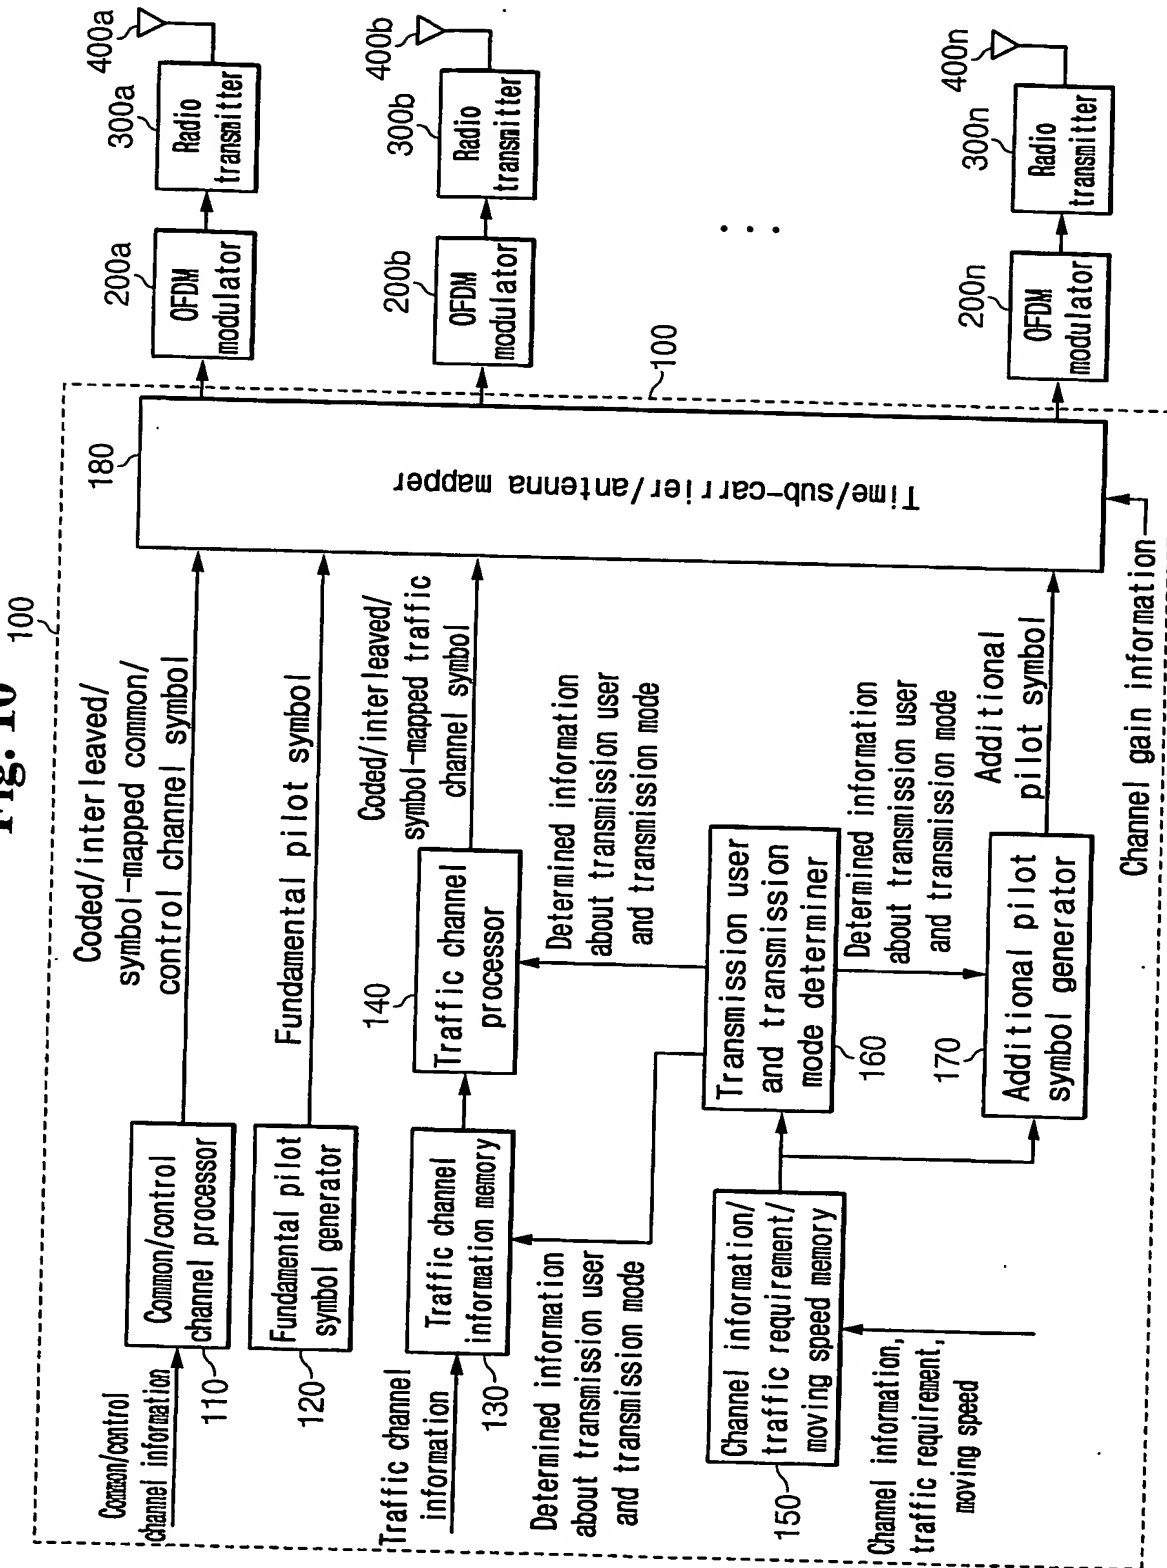 Fig. 10
100
Coded/interleaved/
symbol-mapped common/
control channel symbol
Common/control
channel information
Common/control
channel processor
110
Fundamental pilot
symbol generator
120
Fundamental pilot symbol
Traffic channel
information
Traffic channel
information memory
130
Traffic channel
processor
140
Coded/interleaved/
symbol-mapped traffic
channel symbol
Determined information
about transmission user
and transmission mode
Determined information
about transmission user
and transmission mode
Channel information/
traffic requirement/
moving speed memory
150
Channel information,
traffic requirement,
moving speed
Transmission user
and transmission
mode determiner
160
Determined information
about transmission user
and transmission mode
Additional pilot
symbol generator
170
Additional
pilot symbol
Channel gain information
Time/sub-carrier/antenna mapper
180
100
OFDM
modulator
200a
Radio
transmitter
300a
400a
OFDM
modulator
200b
Radio
transmitter
300b
400b
...
OFDM
modulator
200n
Radio
transmitter
300n
400n